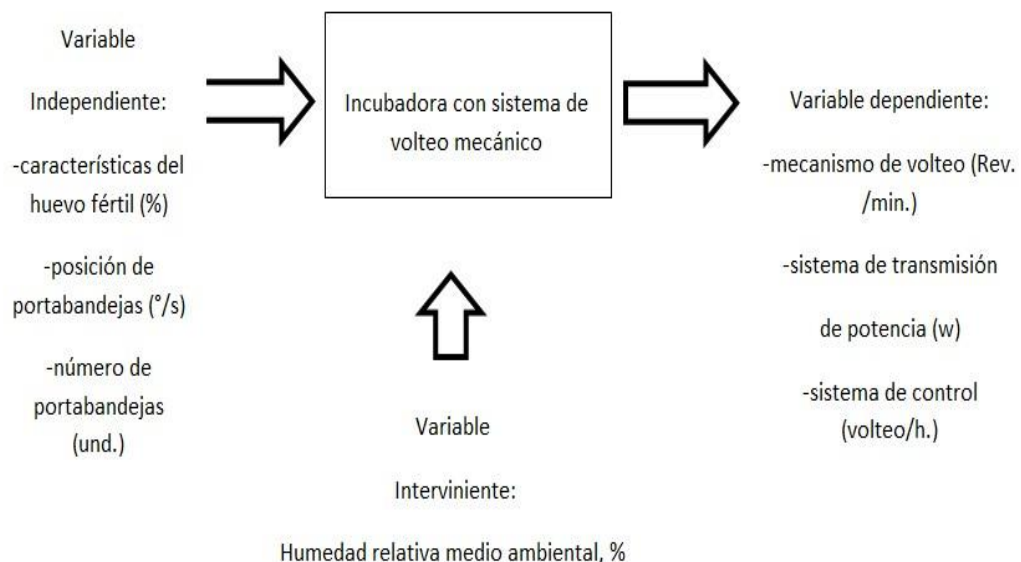 Variable
Independiente:
-características del
huevo fértil (%)
-posición de
portabandejas (°/s)
-número de
portabandejas
(und.)
Incubadora con sistema de
volteo mecánico
Variable
Interviniente:
Humedad relativa medio ambiental, %
Variable dependiente:
-mecanismo de volteo (Rev.
/min.)
-sistema de transmisión
de potencia (w)
-sistema de control
(volteo/h.)